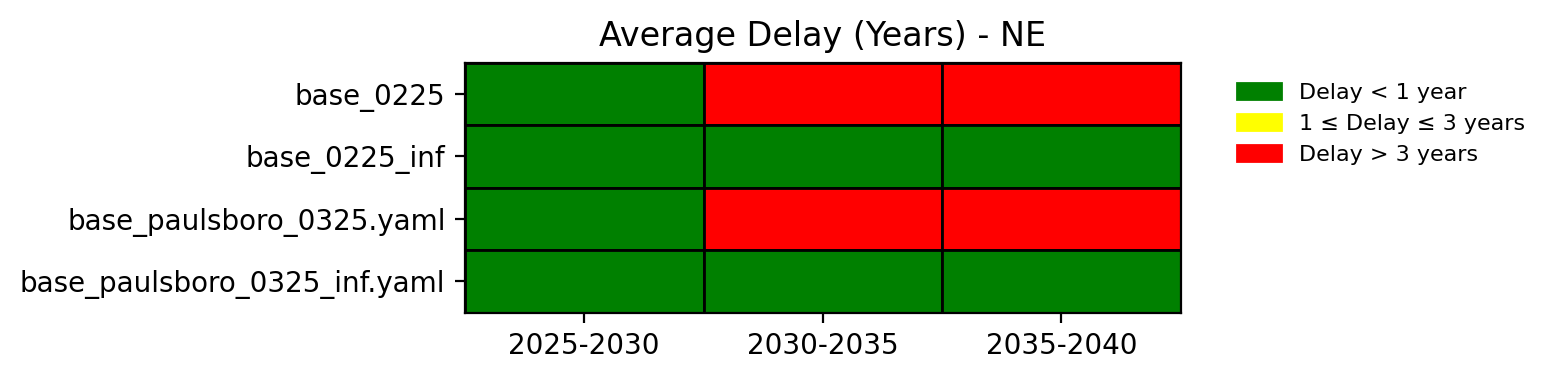 Average Delay (Years) - NE
base_0225
base_0225_inf
base_paulsboro_0325.yaml
base_paulsboro_0325_inf.yaml
2025-2030
2030-2035
2035-2040
Delay < 1 year
1 ≤ Delay ≤ 3 years
Delay > 3 years